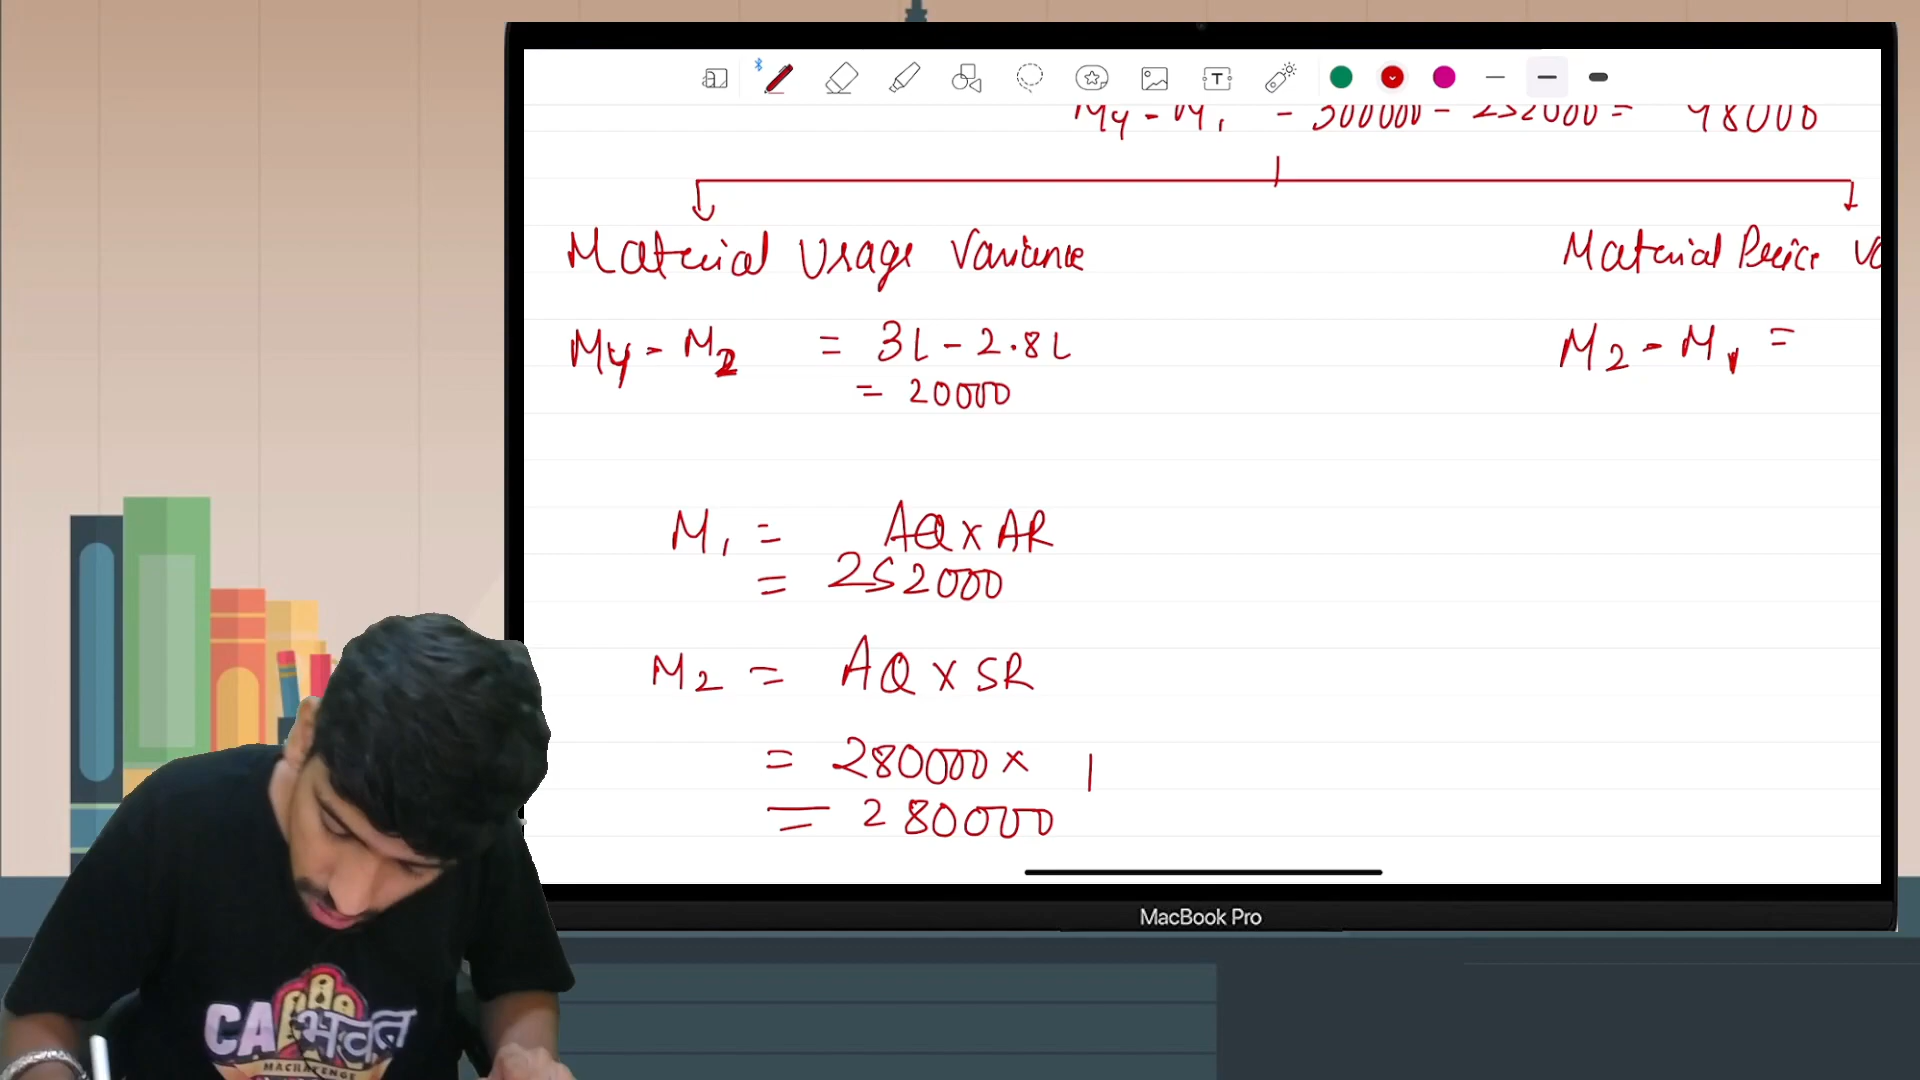 M4 - M1 = 300000 - 252000 = 48000
Material Usage Variance
Material Price
M4 - M2 = 3L - 2.8L
= 20000
M2 - M1 =
M1 = AQ x AR
= 252000
M2 = AQ x SR
= 280000 x 1
= 280000
MacBook Pro
CA भक्त